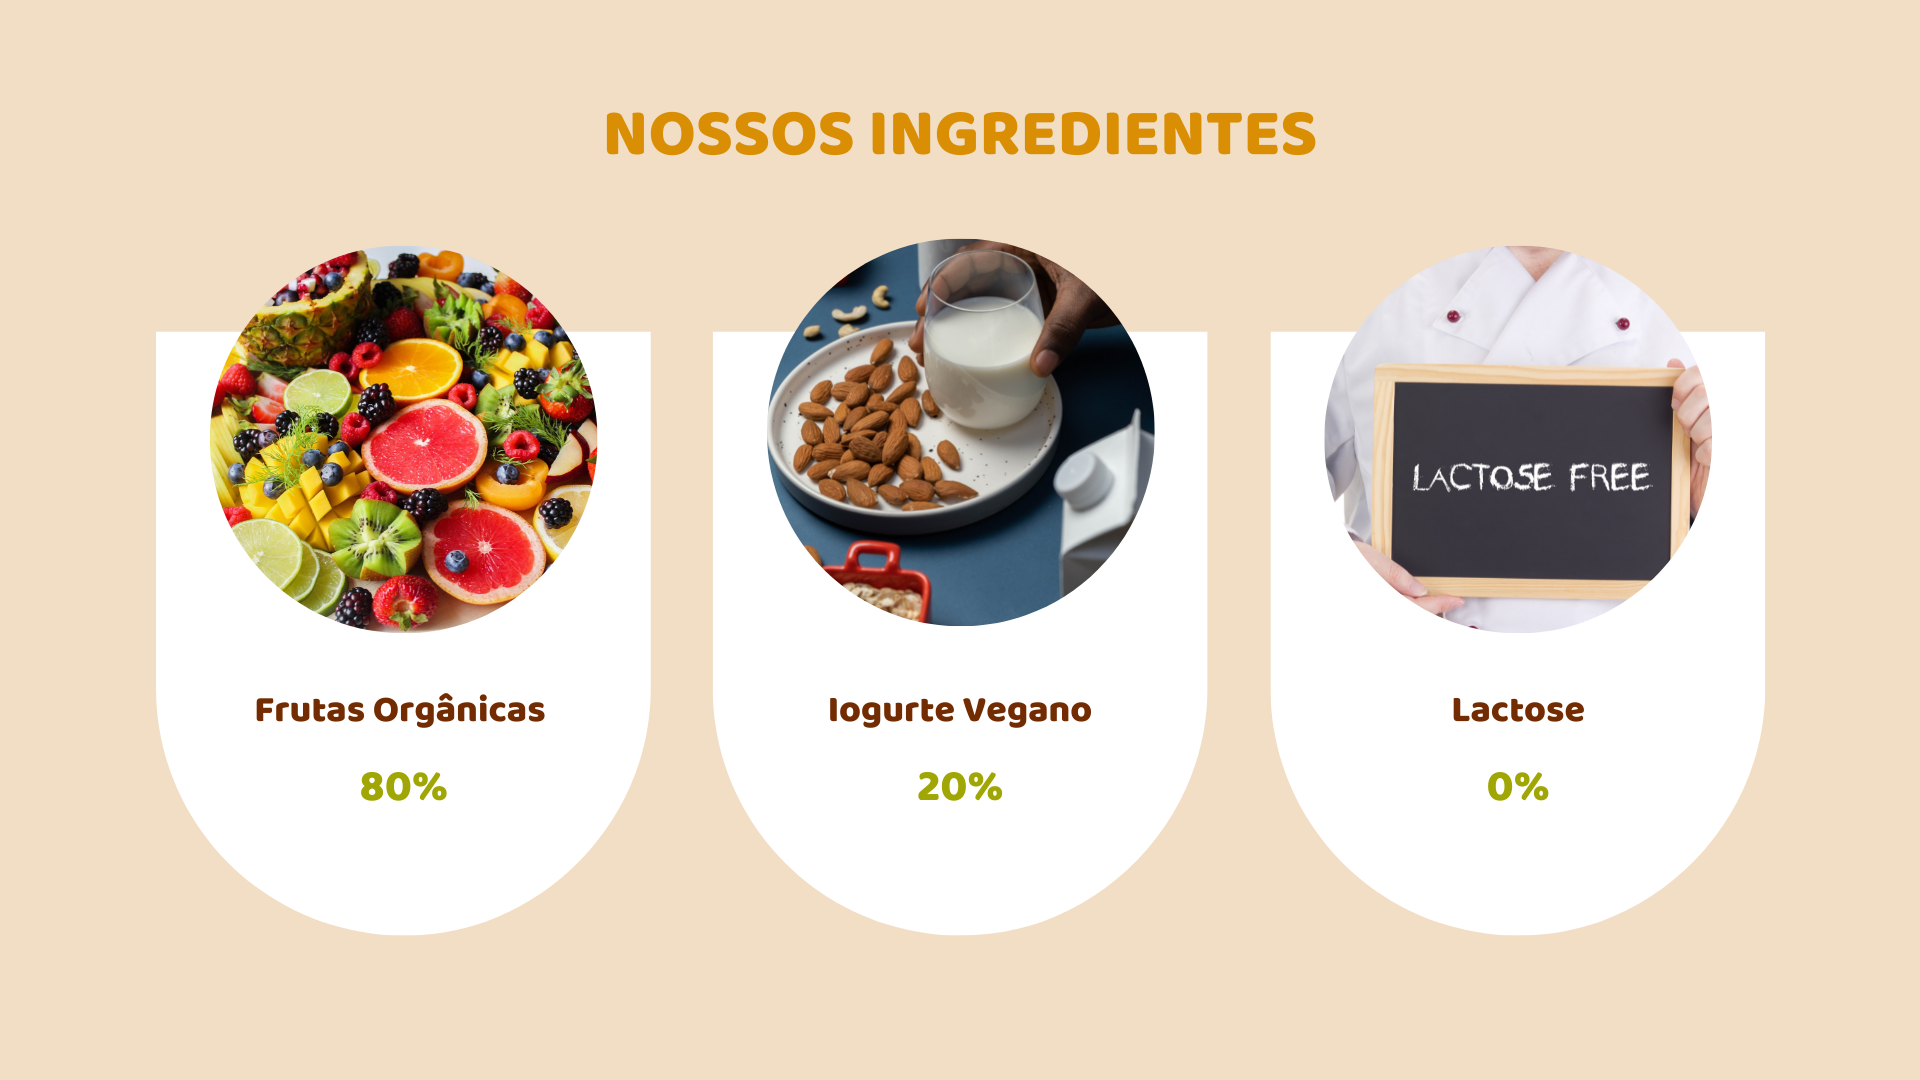 NOSSOS INGREDIENTES
LACTOSE FREE
Frutas Orgânicas
80%
Iogurte Vegano
20%
Lactose
0%